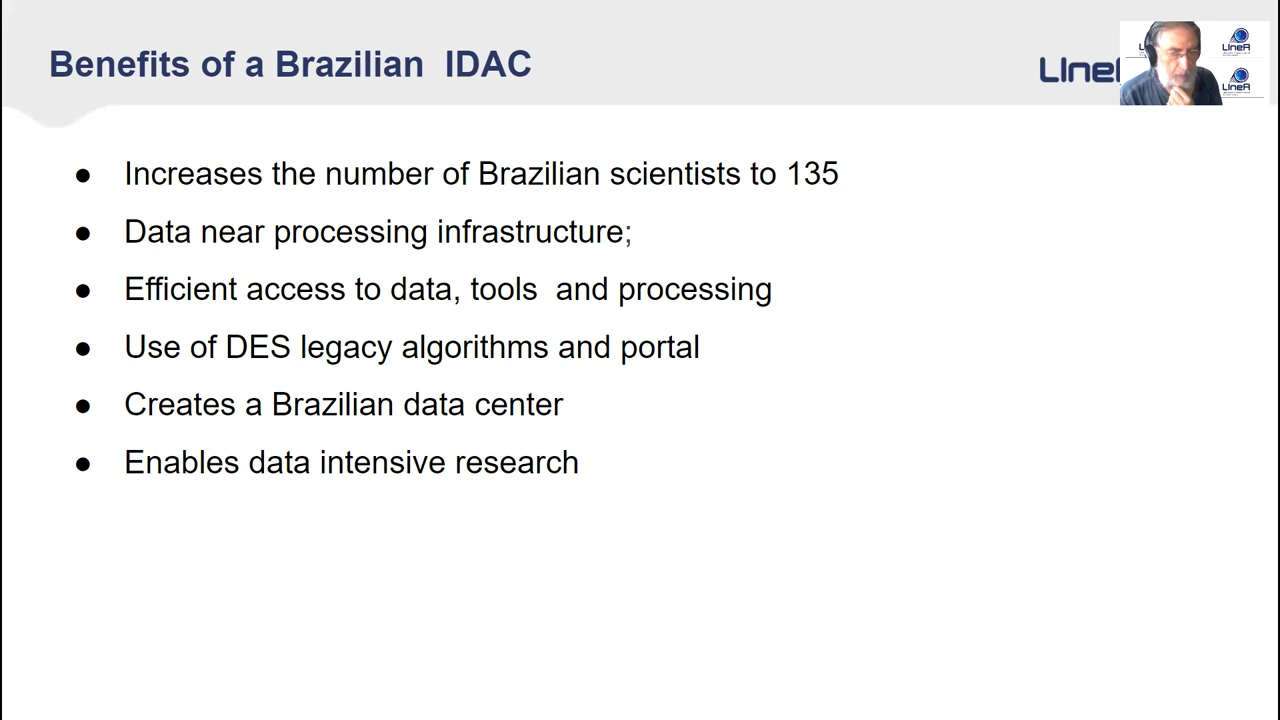 Benefits of a Brazilian IDAC
LIneA
LIneA
● Increases the number of Brazilian scientists to 135
● Data near processing infrastructure;
● Efficient access to data, tools and processing
● Use of DES legacy algorithms and portal
● Creates a Brazilian data center
● Enables data intensive research